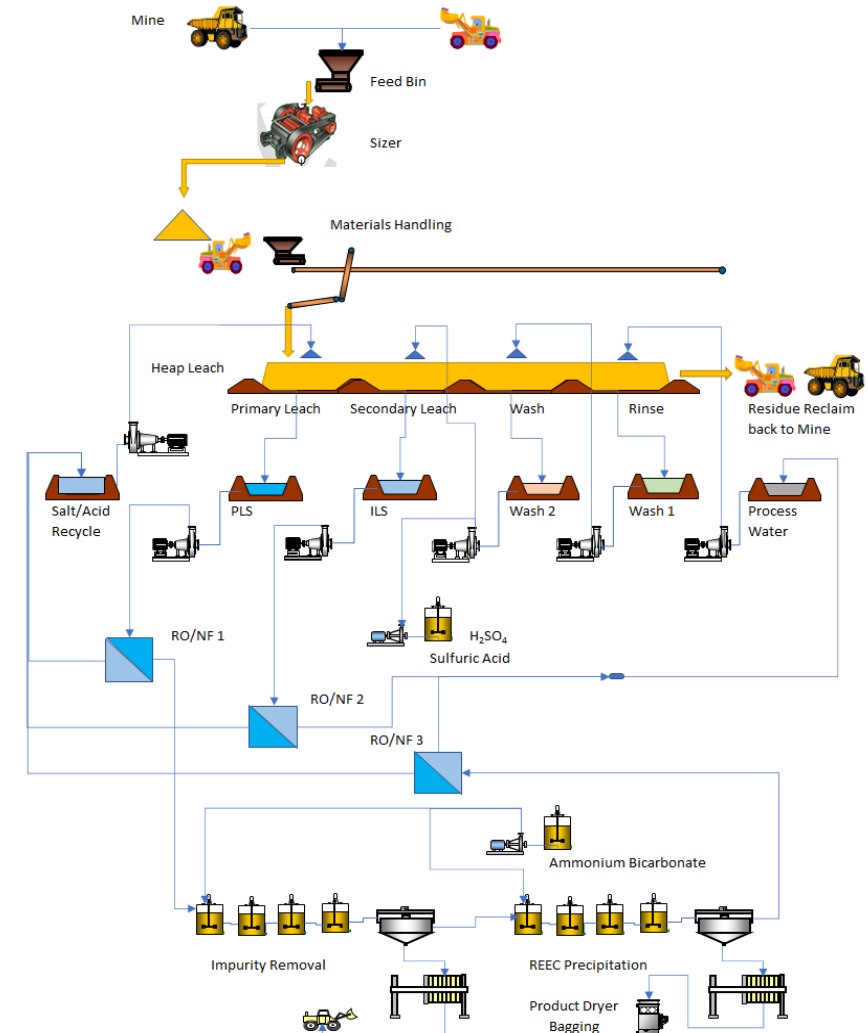 Mine
Feed Bin
Sizer
Materials Handling
Heap Leach
Primary Leach
Secondary Leach
Wash
Rinse
Residue Reclaim
back to Mine
Salt/Acid
Recycle
PLS
ILS
Wash 2
Wash 1
Process
Water
RO/NF 1
H₂SO₄
Sulfuric Acid
RO/NF 2
RO/NF 3
Ammonium Bicarbonate
Impurity Removal
REEC Precipitation
Product Dryer
Bagging